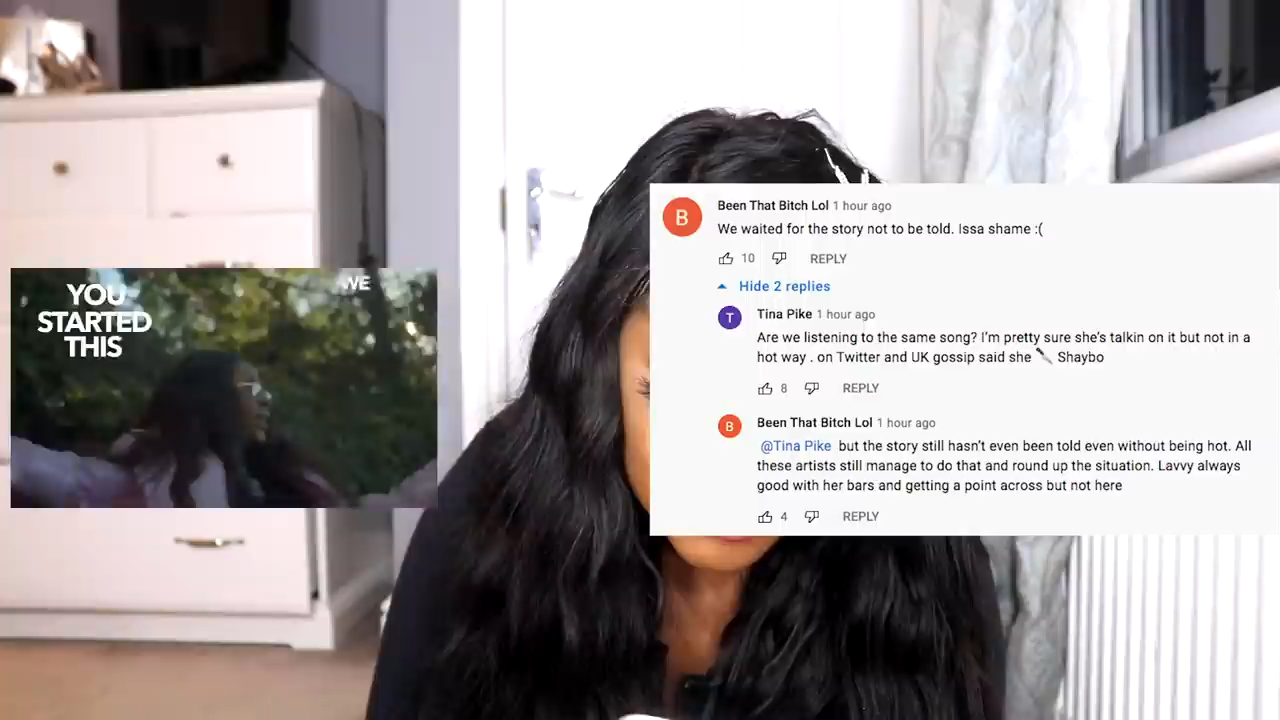 YOU
STARTED
THIS
WE
B
Been That Bitch Lol 1 hour ago
We waited for the story not to be told. Issa shame :(
10
REPLY
Hide 2 replies
T
Tina Pike 1 hour ago
Are we listening to the same song? I'm pretty sure she's talkin on it but not in a
hot way . on Twitter and UK gossip said she 🔪 Shaybo
8
REPLY
B
Been That Bitch Lol 1 hour ago
@Tina Pike but the story still hasn't even been told even without being hot. All
these artists still manage to do that and round up the situation. Lavvy always
good with her bars and getting a point across but not here
4
REPLY